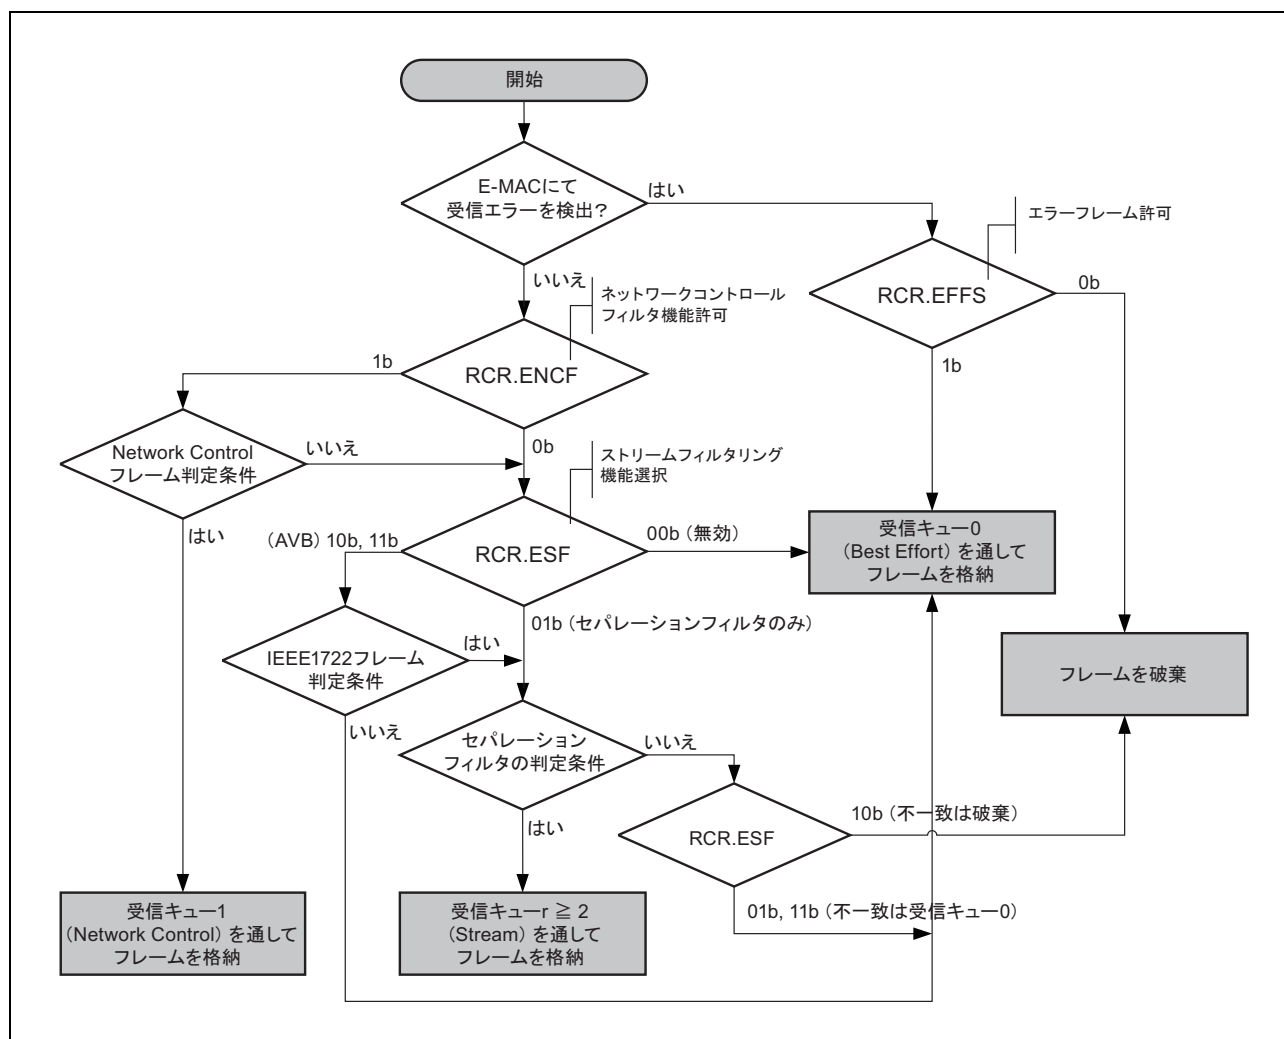 開始
E-MACにて
受信エラーを検出？
はい
エラーフレーム許可
いいえ
RCR.EFFS
0b
ネットワークコントロール
フィルタ機能許可
1b
RCR.ENCF
1b
0b
Network Control
フレーム判定条件
いいえ
ストリームフィルタリング
機能選択
はい
（AVB）10b, 11b
RCR.ESF
00b（無効）
受信キュー0
（Best Effort）を通して
フレームを格納
01b（セパレーションフィルタのみ）
はい
IEEE1722フレーム
判定条件
フレームを破棄
いいえ
セパレーション
フィルタの判定条件
いいえ
はい
RCR.ESF
10b（不一致は破棄）
受信キュー1
（Network Control）を通して
フレームを格納
受信キューr ≧ 2
（Stream）を通して
フレームを格納
01b, 11b（不一致は受信キュー0）